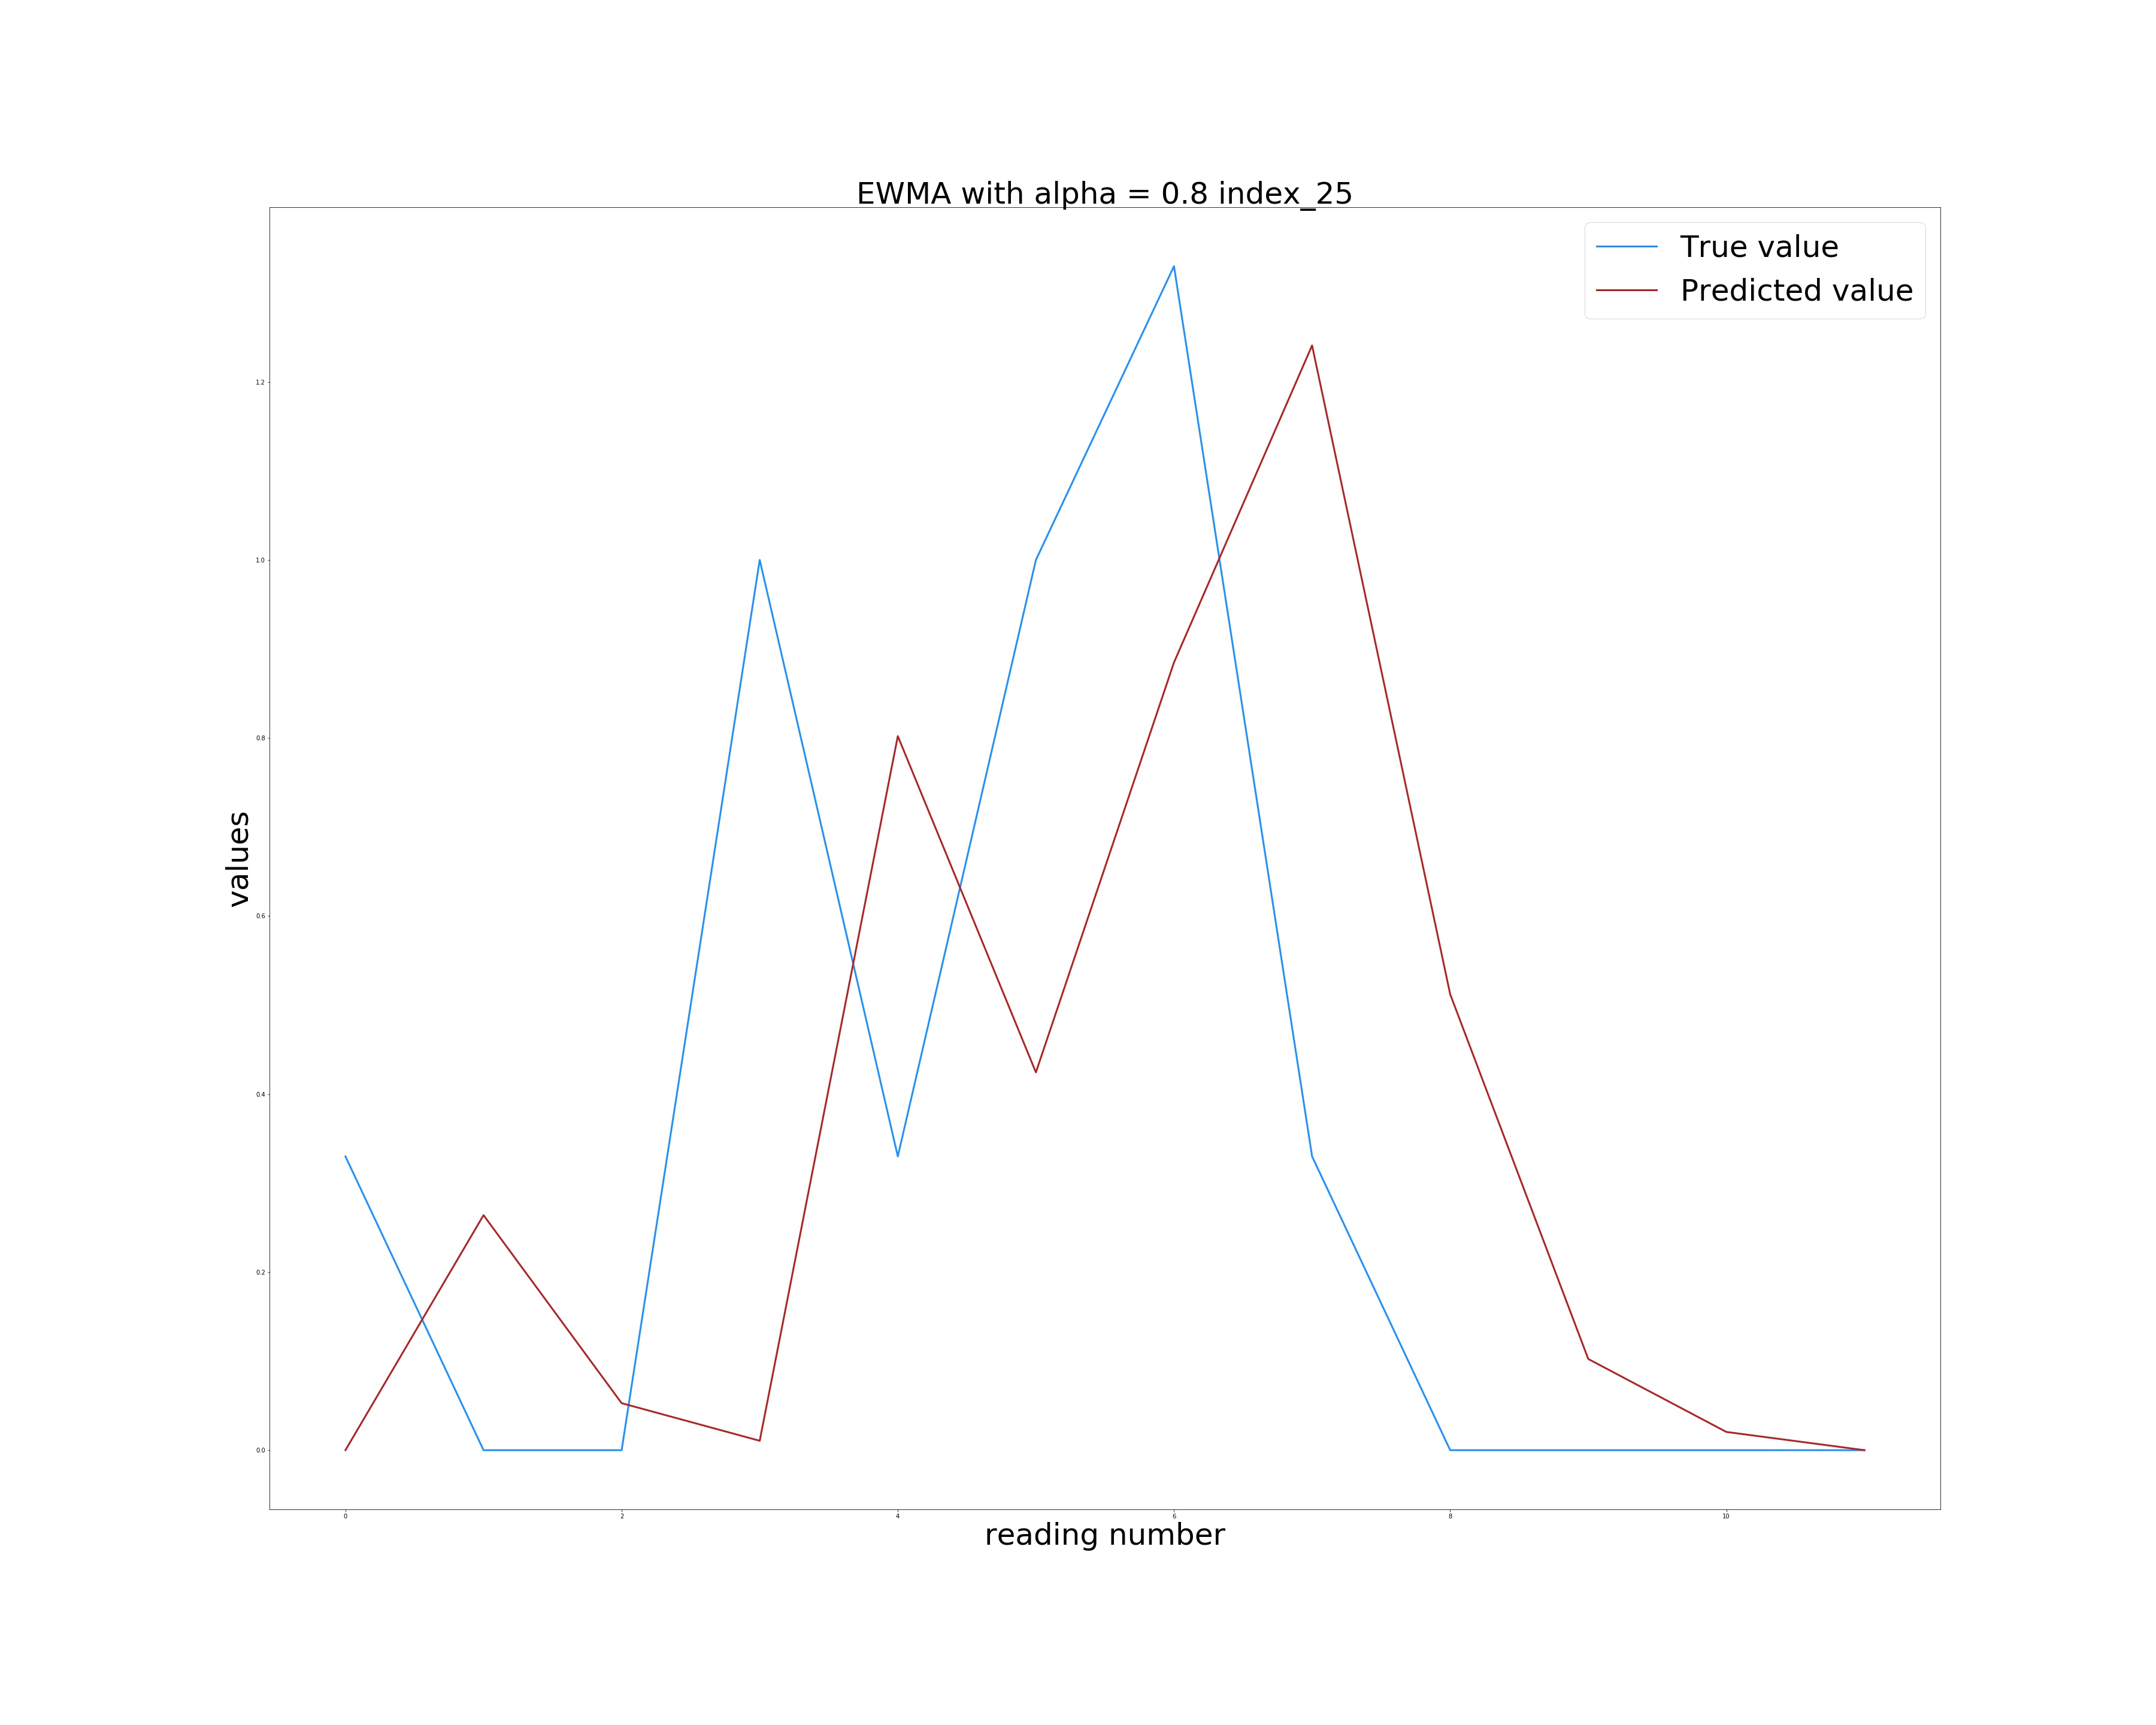 EWMA with alpha = 0.8 index_25
True value
Predicted value
1.2
1.0
0.8
0.6
0.4
0.2
0.0
values
0 2 4 6 8 10
reading number